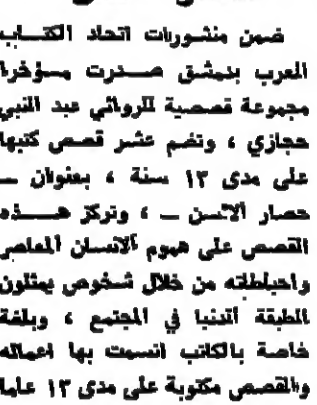 ضمن منشورات اتحاد الكتاب
العرب بدمشق صدرت مؤخرا
مجموعة قصصية للروائي عبد النبي
حجازي ، وتضم عشر قصص كتبها
على مدى ١٣ سنة ، بعنوان ــ
حصار الالسن ــ ، وتركز هذه
القصص على هموم الانسان المعاصر
واحباطاته من خلال شخوص يمثلون
الطبقة الدنيا في المجتمع ، وبلغة
خاصة بالكاتب اتسمت بها اعماله
والقصص مكتوبة على مدى ١٣ عاما